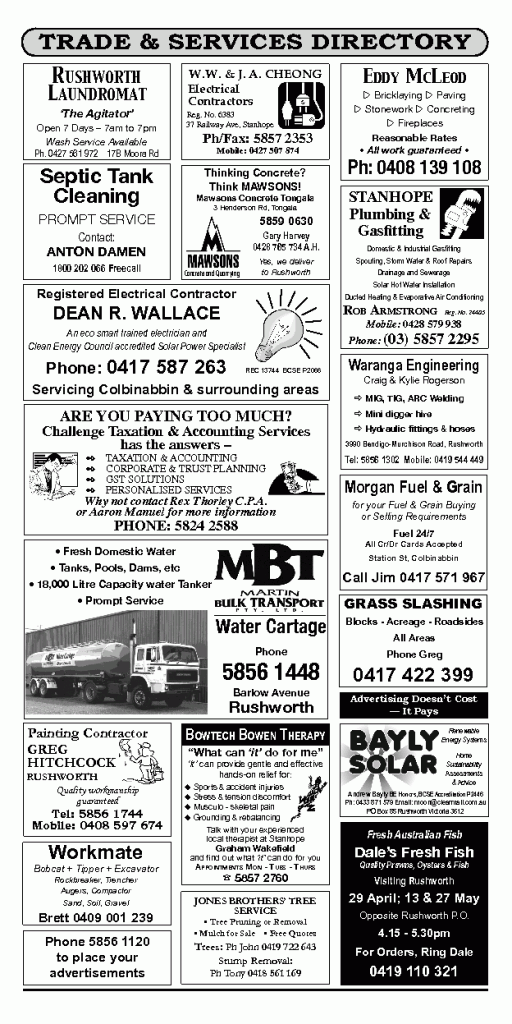 TRADE & SERVICES DIRECTORY
RUSHWORTH
LAUNDROMAT
'The Agitator'
Open 7 Days – 7am to 7pm
Wash Service Available
Ph. 0427 561 972 17B Moora Rd
W.W. & J. A. CHEONG
Electrical
Contractors
Reg. No. 6383
37 Railway Ave, Stanhope
Ph/Fax: 5857 2353
Mobile: 0427 507 874
EDDY MCLEOD
▷ Bricklaying ▷ Paving
▷ Stonework ▷ Concreting
▷ Fireplaces
Reasonable Rates
• All work guaranteed •
Ph: 0408 139 108
Septic Tank
Cleaning
PROMPT SERVICE
Contact:
ANTON DAMEN
1800 202 066 Freecall
Thinking Concrete?
Think MAWSONS!
Mawsons Concrete Tongala
3 Henderson Rd, Tongala
5859 0630
Gary Harvey
0428 765 734 A.H.
Yes, we deliver
to Rushworth
MAWSONS
Concrete and Quarrying
STANHOPE
Plumbing &
Gasfitting
Domestic & Industrial Gasfitting
Spouting, Storm Water & Roof Repairs
Drainage and Sewerage
Solar Hot Water Installation
Ducted Heating & Evaporative Air Conditioning
ROB ARMSTRONG
Mobile: 0428 579 938
Phone: (03) 5857 2295
Registered Electrical Contractor
DEAN R. WALLACE
An eco smart trained electrician and
Clean Energy Council accredited Solar Power Specialist
Phone: 0417 587 263 REC 13744 BCSE P2066
Servicing Colbinabbin & surrounding areas
Waranga Engineering
Craig & Kylie Rogerson
⇨ MIG, TIG, ARC Welding
⇨ Mini digger hire
⇨ Hydraulic fittings & hoses
3990 Bendigo-Murchison Road, Rushworth
Tel: 5856 1302 Mobile: 0419 544 449
ARE YOU PAYING TOO MUCH?
Challenge Taxation & Accounting Services
has the answers –
TAXATION & ACCOUNTING
CORPORATE & TRUST PLANNING
GST SOLUTIONS
PERSONALISED SERVICES
Why not contact Rex Thorley C.P.A.
or Aaron Manuel for more information
PHONE: 5824 2588
Morgan Fuel & Grain
for your Fuel & Grain Buying
or Selling Requirements
Fuel 24/7
All Cr/Dr Cards Accepted
Station St, Colbinabbin
Call Jim 0417 571 967
• Fresh Domestic Water
• Tanks, Pools, Dams, etc
• 18,000 Litre Capacity water Tanker
• Prompt Service
MBT
MARTIN
BULK TRANSPORT
PTY. LTD.
Water Cartage
Phone
5856 1448
Barlow Avenue
Rushworth
GRASS SLASHING
Blocks - Acreage - Roadsides
All Areas
Phone Greg
0417 422 399
Advertising Doesn't Cost
— It Pays
Painting Contractor
GREG
HITCHCOCK
RUSHWORTH
Quality workmanship
guaranteed
Tel: 5856 1744
Mobile: 0408 597 674
BOWTECH BOWEN THERAPY
"What can 'it' do for me"
'it' can provide gentle and effective
hands-on relief for:
◆ Sports & accident injuries
◆ Stress & tension discomfort
◆ Musculo - skeletal pain
◆ Grounding & rebalancing
Talk with your experienced
local therapist at Stanhope
Graham Wakefield
and find out what 'it' can do for you
APPOINTMENTS MON - TUES - THURS
☎ 5857 2760
BAYLY
SOLAR
Renewable
Energy Systems
Home
Sustainability
Assessments
& Advice
Andrew Bayly BE Honors, BCSE Accreditation P2446
PO Box 85 Rushworth Victoria 3612
Workmate
Bobcat + Tipper + Excavator
Rockbreaker, Trencher
Augers, Compactor
Sand, Soil, Gravel
Brett 0409 001 239
Fresh Australian Fish
Dale's Fresh Fish
Quality Prawns, Oysters & Fish
Visiting Rushworth
29 April; 13 & 27 May
Opposite Rushworth P.O.
4.15 - 5.30pm
For Orders, Ring Dale
0419 110 321
JONES BROTHERS' TREE
SERVICE
• Tree Pruning or Removal
• Mulch for Sale • Free Quotes
Trees: Ph John 0419 722 643
Stump Removal:
Ph Tony 0418 561 169
Phone 5856 1120
to place your
advertisements